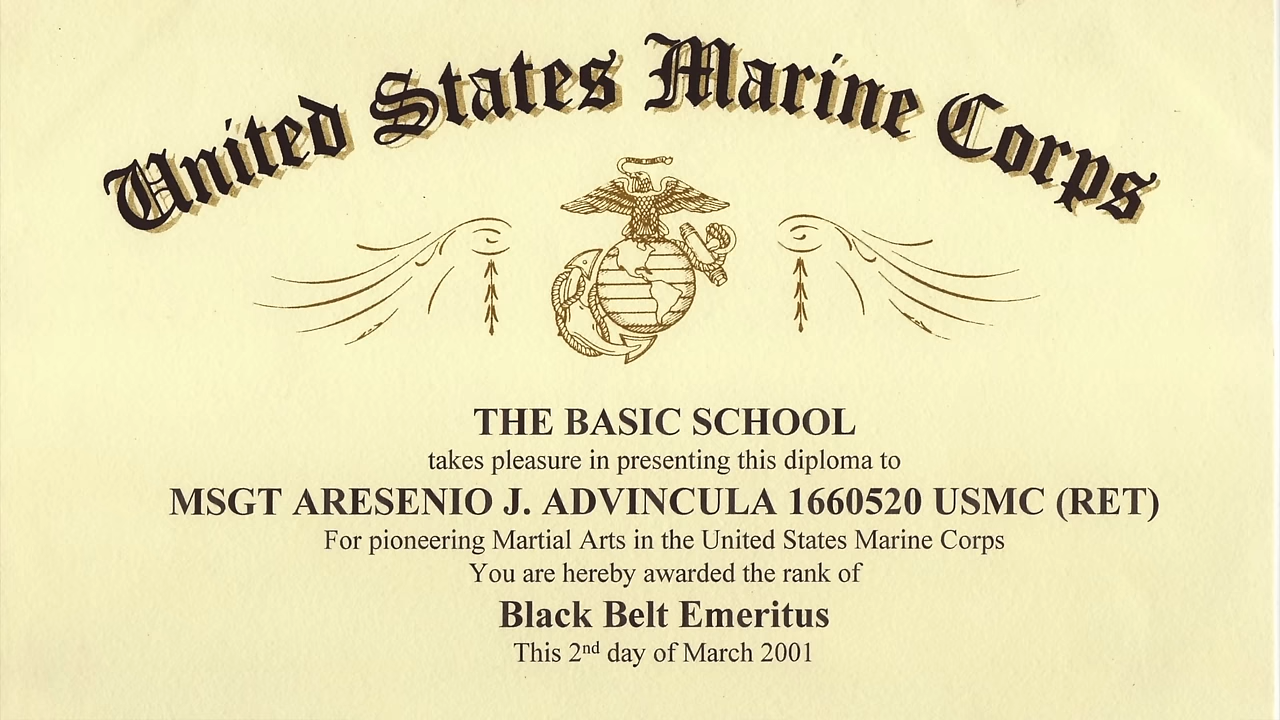 United States Marine Corps
THE BASIC SCHOOL
takes pleasure in presenting this diploma to
MSGT ARESENIO J. ADVINCULA 1660520 USMC (RET)
For pioneering Martial Arts in the United States Marine Corps
You are hereby awarded the rank of
Black Belt Emeritus
This 2nd day of March 2001